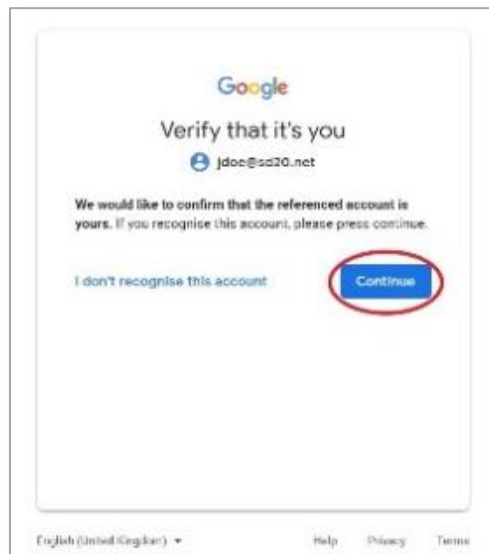 Google
Verify that it's you
jdoe@sd20.net
We would like to confirm that the referenced account is
yours. If you recognise this account, please press continue.
I don't recognise this account
Continue
English (United Kingdom)
Help Privacy Terms